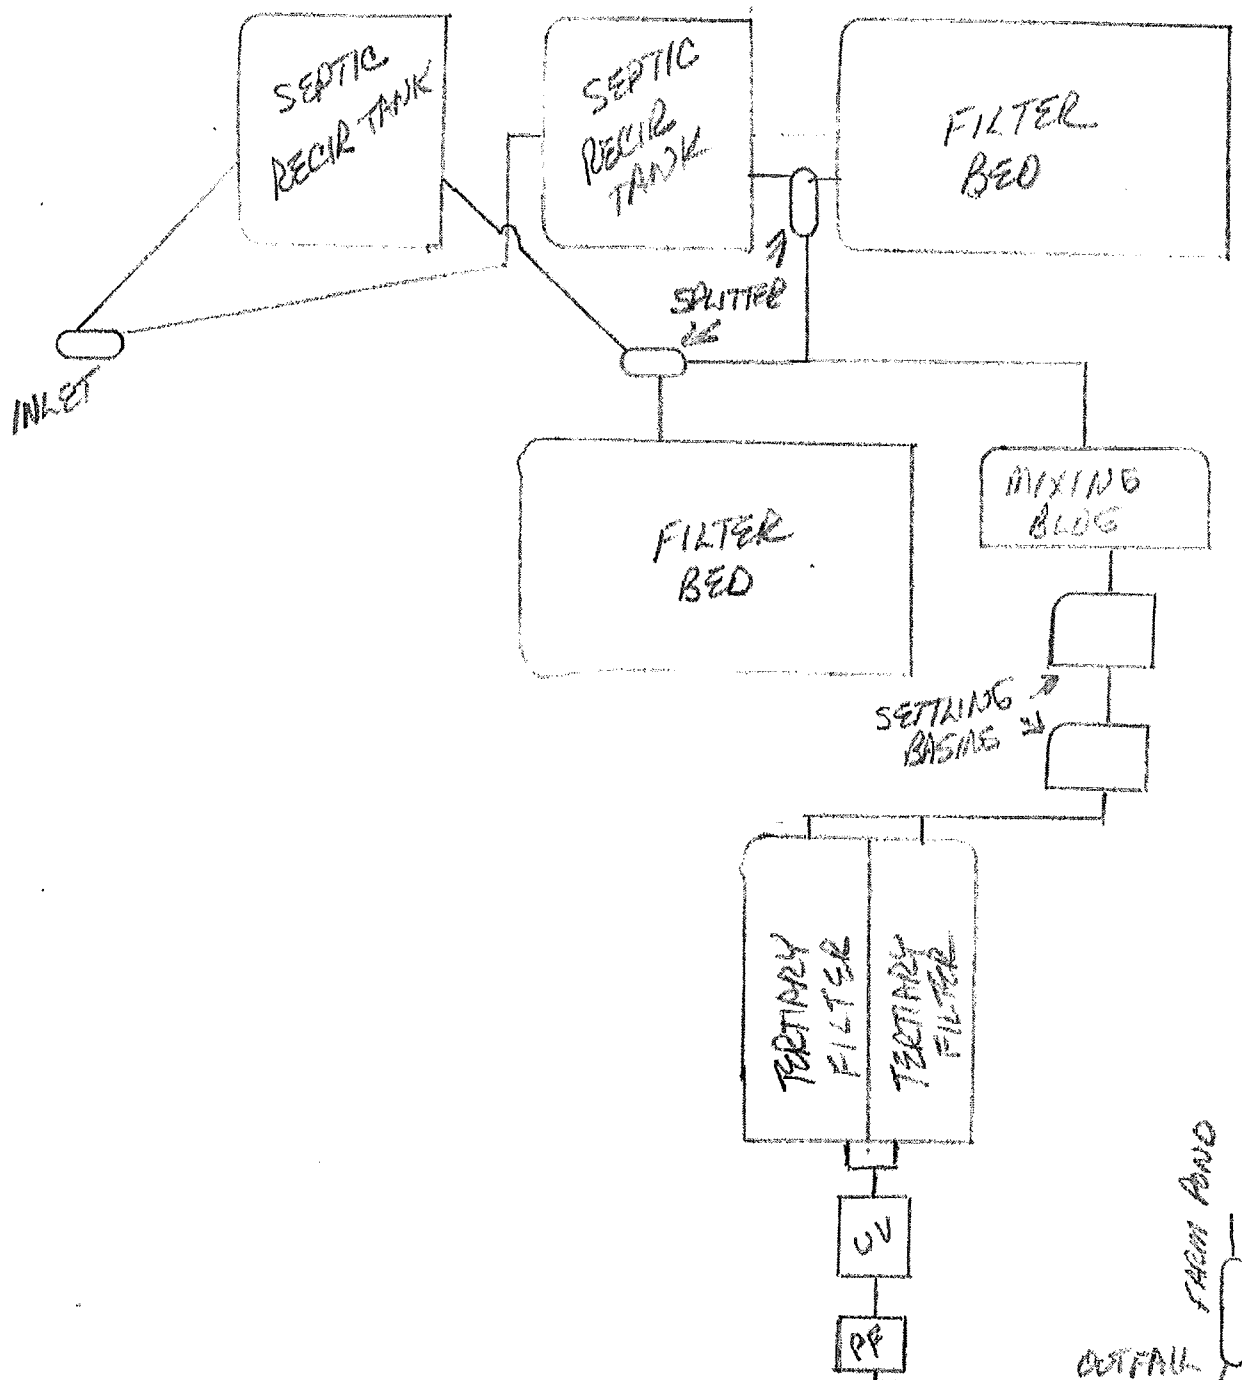 SEPTIC
RECIR TANK
SEPTIC
RECIR
TANK
FILTER
BED
SPLITTER
INLET
FILTER
BED
MIXING
BLDG
SETTLING
BASINS
TERTIARY
FILTER
TERTIARY
FILTER
UV
FARM POND
OUTFALL